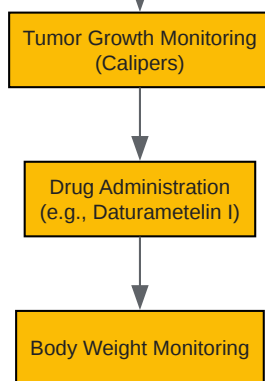 Tumor Growth Monitoring
(Calipers)
Drug Administration
(e.g., Daturametelin I)
Body Weight Monitoring